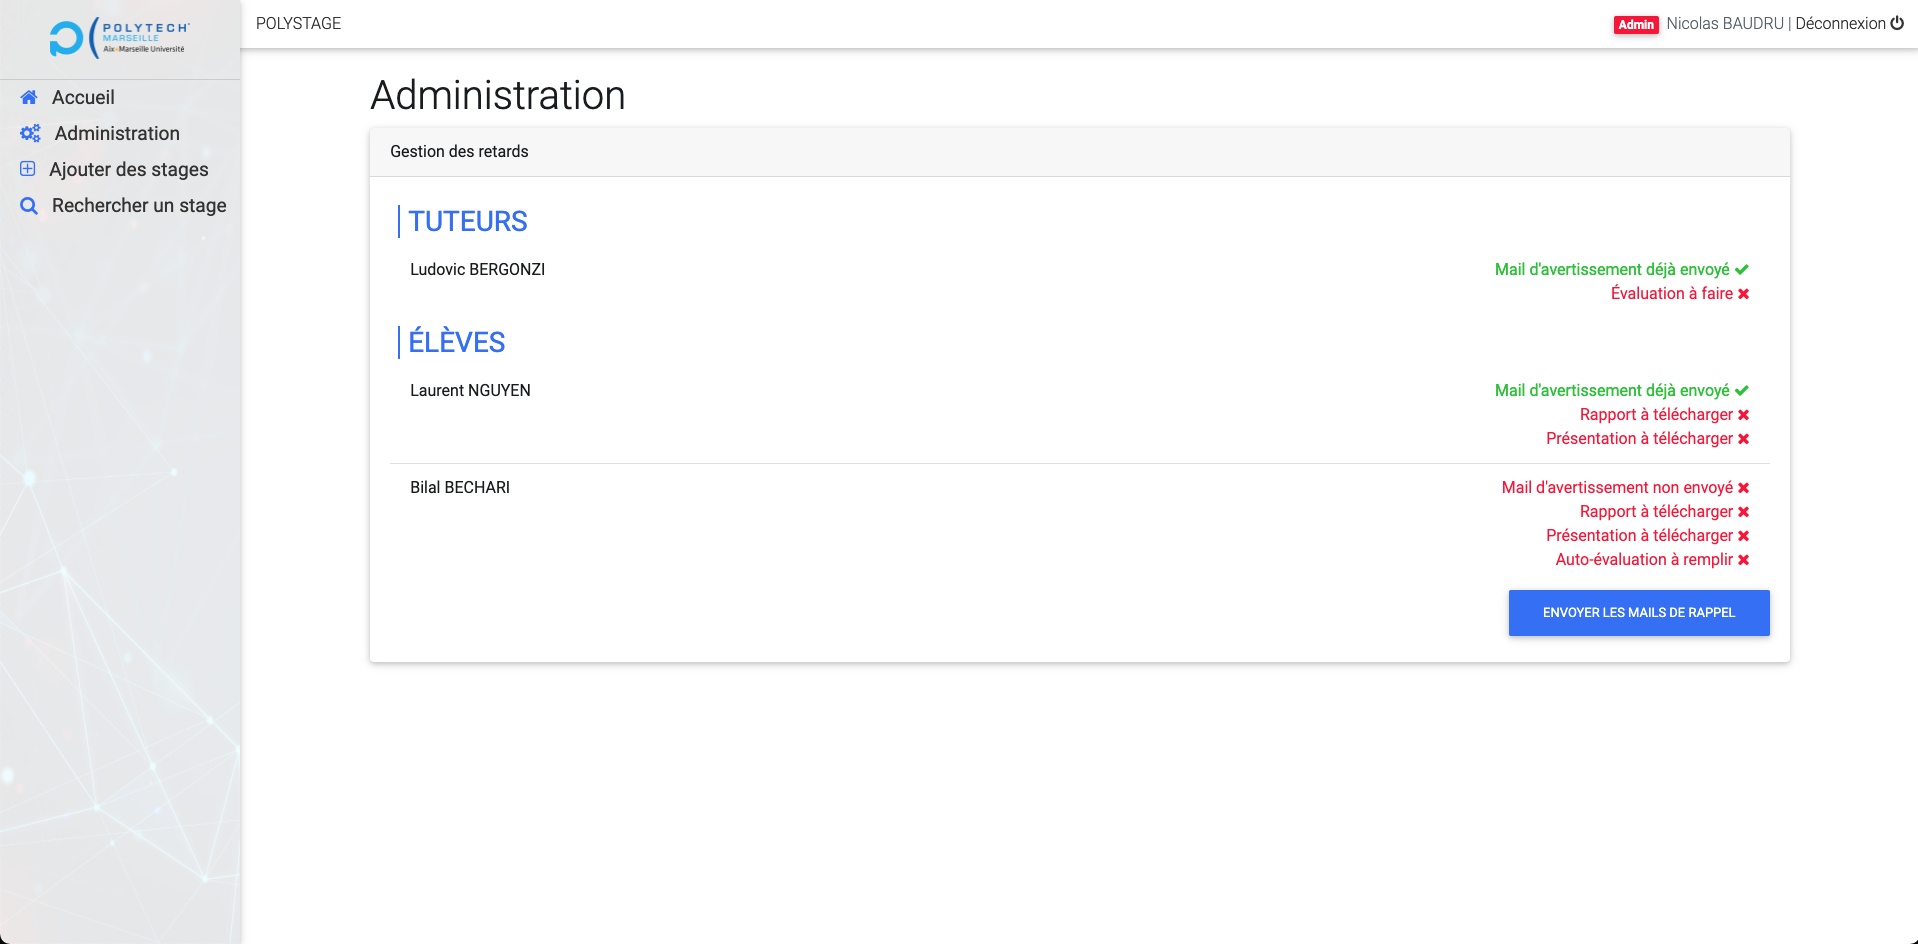 POLYTECH
MARSEILLE
Aix-Marseille Université
POLYSTAGE
Admin Nicolas BAUDRU | Déconnexion
Accueil
Administration
Ajouter des stages
Rechercher un stage
Administration
Gestion des retards
TUTEURS
Ludovic BERGONZI
Mail d'avertissement déjà envoyé
Évaluation à faire
ÉLÈVES
Laurent NGUYEN
Mail d'avertissement déjà envoyé
Rapport à télécharger
Présentation à télécharger
Bilal BECHARI
Mail d'avertissement non envoyé
Rapport à télécharger
Présentation à télécharger
Auto-évaluation à remplir
ENVOYER LES MAILS DE RAPPEL